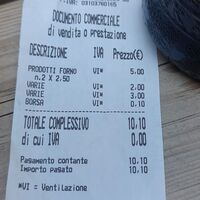 P.IVA: 03103760165
DOCUMENTO COMMERCIALE
di vendita o prestazione
DESCRIZIONE IVA Prezzo(€)
PRODOTTI FORNO VI* 5,00
n.2 X 2,50
VARIE VI* 2,00
VARIE VI* 3,00
BORSA VI* 0,10
TOTALE COMPLESSIVO 10,10
di cui IVA 0,00
Pagamento contante 10,10
Importo pagato 10,10
*VI = Ventilazione